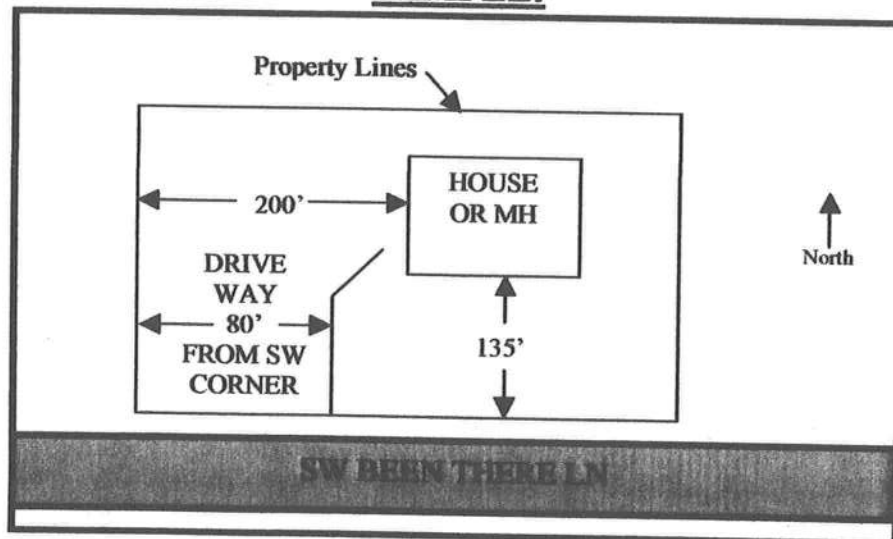 Property Lines
HOUSE
OR MH
200'
North
DRIVE
WAY
80'
FROM SW
CORNER
135'
SW BEEN THERE LN